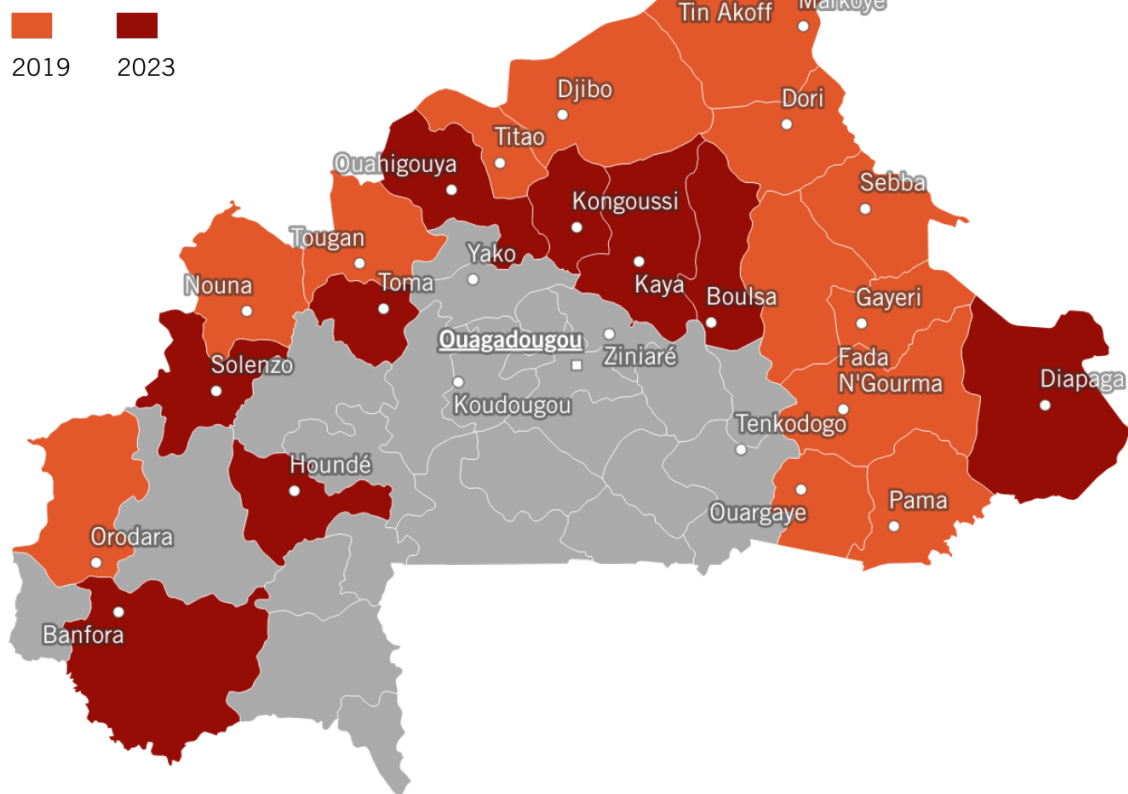 2019
2023
Markoye
Tin Akoff
Djibo
Dori
Titao
Ouahigouya
Sebba
Kongoussi
Tougan
Yako
Nouna
Toma
Kaya
Boulsa
Gayeri
Ouagadougou
Ziniaré
Solenzo
Fada
N'Gourma
Diapaga
Koudougou
Tenkodogo
Houndé
Pama
Ouargaye
Orodara
Banfora